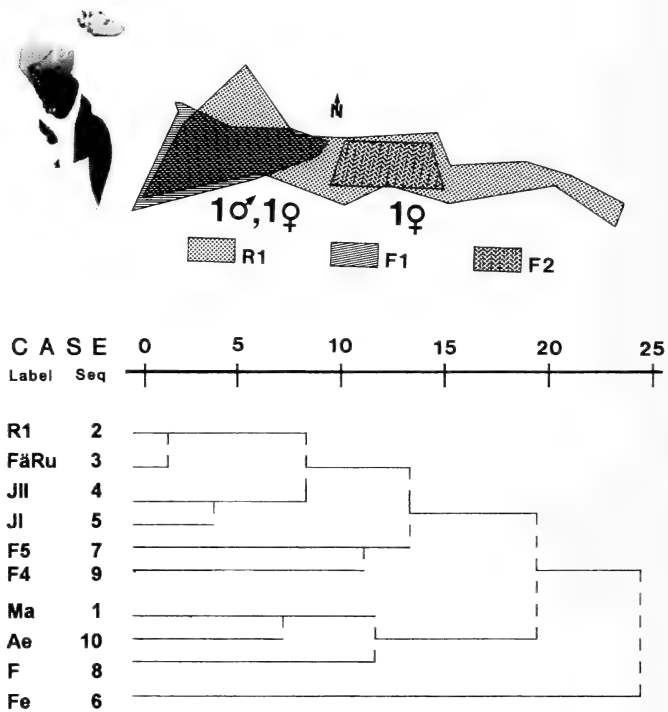 N
1♂,1♀ 1♀
R1 F1 F2
C A S E 0 5 10 15 20 25
Label Seq
R1 2
FäRu 3
JII 4
JI 5
F5 7
F4 9
Ma 1
Ae 10
F 8
Fe 6